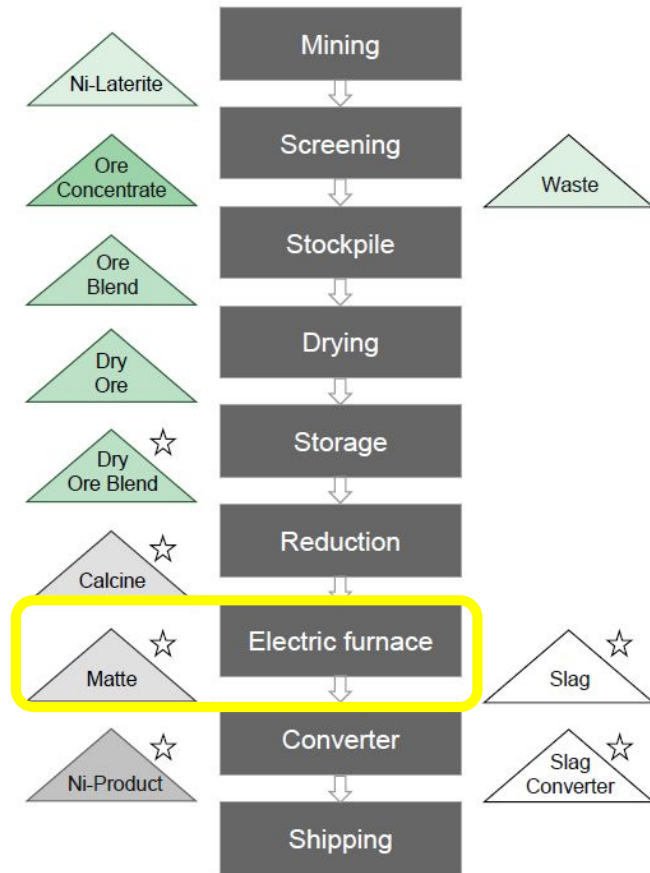 Mining
Ni-Laterite
Screening
Ore
Concentrate
Waste
Stockpile
Ore
Blend
Drying
Dry
Ore
Storage
Dry
Ore Blend
Reduction
Calcine
Electric furnace
Matte
Slag
Converter
Ni-Product
Slag
Converter
Shipping